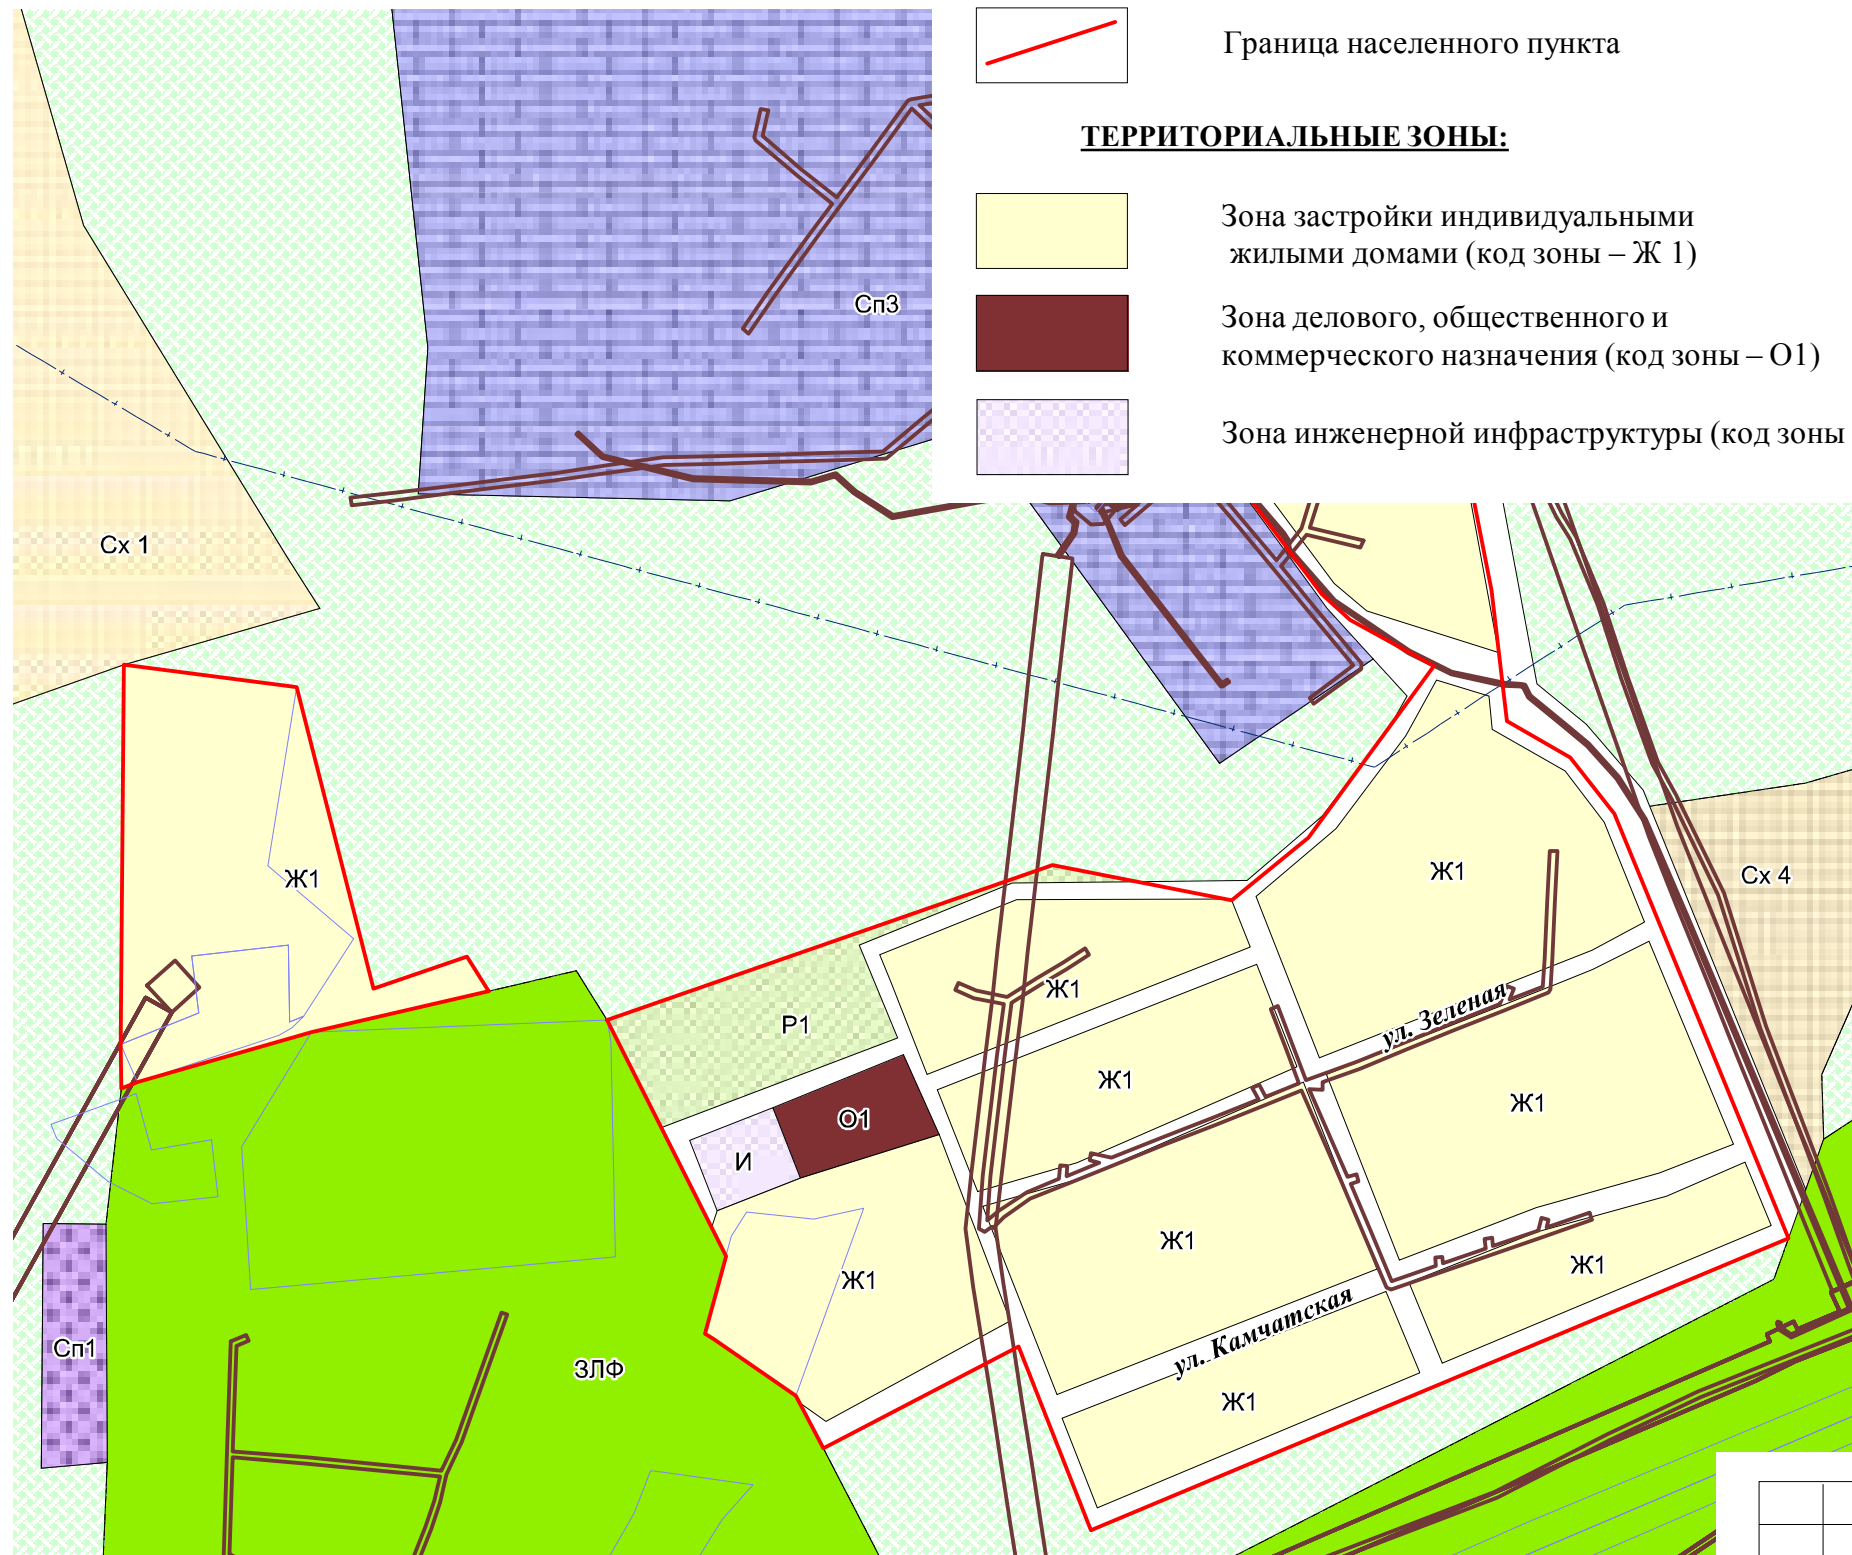 Граница населенного пункта
ТЕРРИТОРИАЛЬНЫЕ ЗОНЫ:
Зона застройки индивидуальными
жилыми домами (код зоны – Ж 1)
Зона делового, общественного и
коммерческого назначения (код зоны – О1)
Зона инженерной инфраструктуры (код зоны
Сп3
Сх 1
Ж1
Ж1
Сх 4
Ж1
ул. Зеленая
Р1
Ж1
Ж1
О1
И
Ж1
Ж1
Ж1
ул. Камчатская
Сп1
ЗЛФ
Ж1